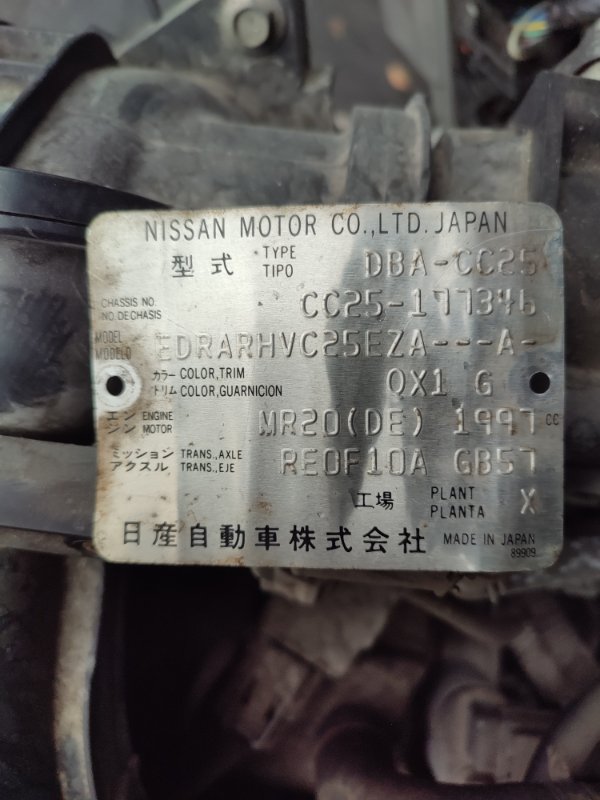 NISSAN MOTOR CO.,LTD. JAPAN
型式 TYPE TIPO DBA-CC25
CHASSIS NO. NO. DE CHASIS CC25-177346
MODEL MODELO EDRARHVC25EZA---A-
カラー COLOR,TRIM トリム COLOR,GUARNICION QX1 G
エンジン ENGINE MOTOR MR20(DE) 1997 CC
ミッション TRANS.,AXLE アクスル TRANS.,EJE RE0F10A GB57
工場 PLANT PLANTA X
日産自動車株式会社 MADE IN JAPAN
89909